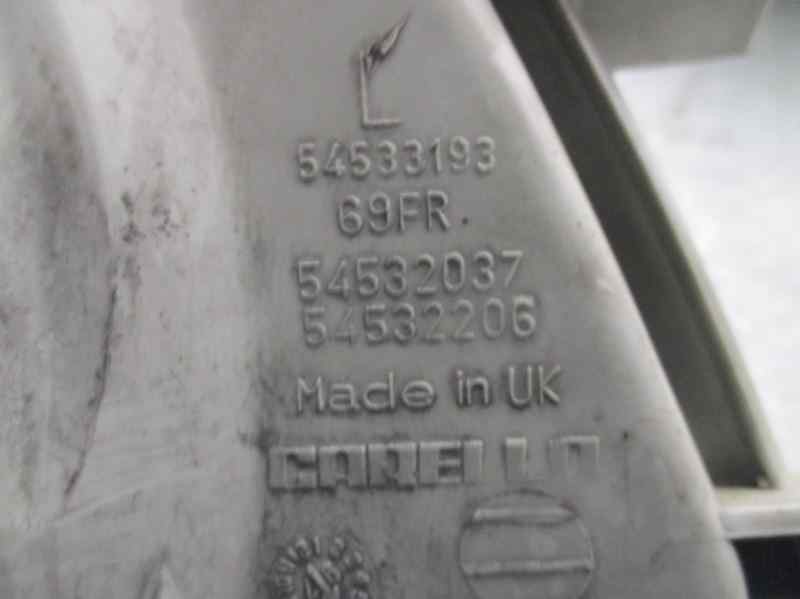 L
54533193
69FR.
54532037
54532206
Made in UK
CARELLO